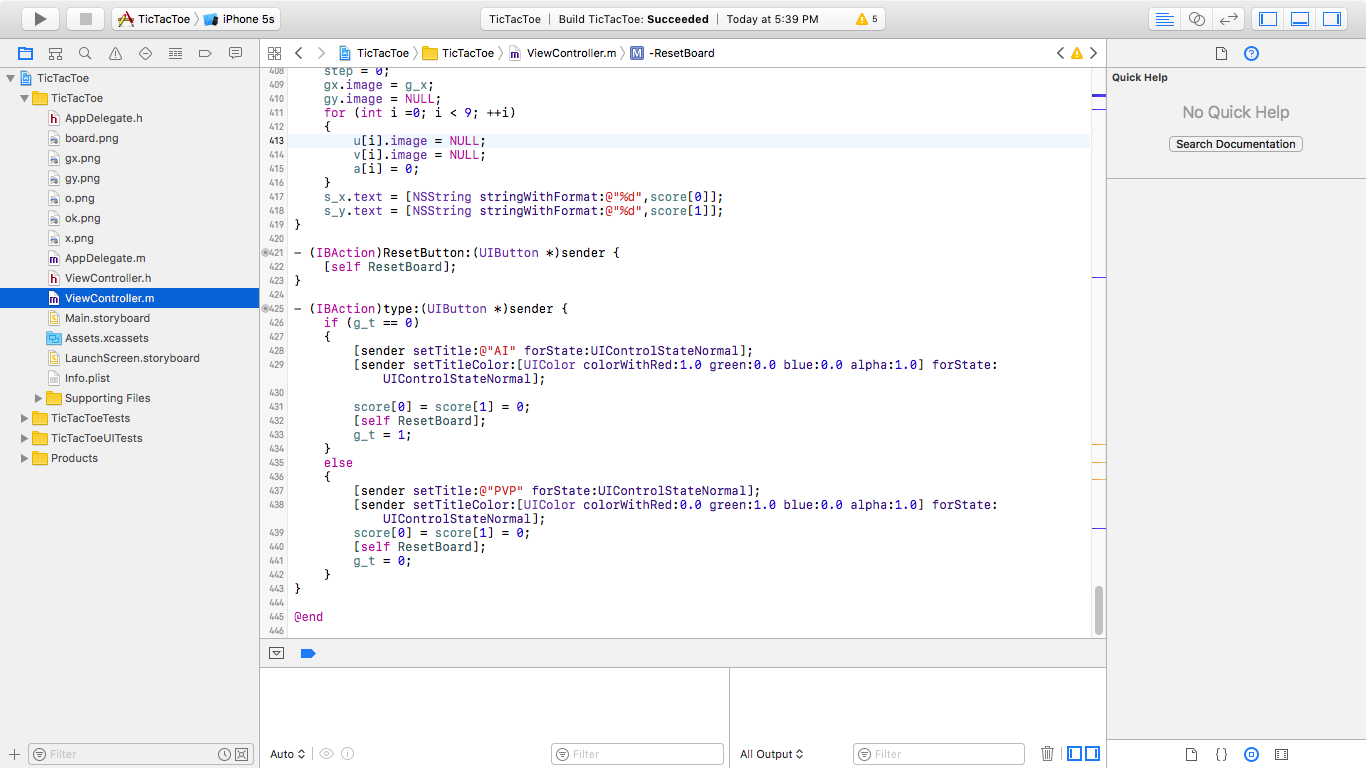 TicTacToe iPhone 5s
TicTacToe | Build TicTacToe: Succeeded | Today at 5:39 PM 5
TicTacToe TicTacToe ViewController.m M -ResetBoard
TicTacToe
TicTacToe
AppDelegate.h
board.png
gx.png
gy.png
o.png
ok.png
x.png
AppDelegate.m
ViewController.h
ViewController.m
Main.storyboard
Assets.xcassets
LaunchScreen.storyboard
Info.plist
Supporting Files
TicTacToeTests
TicTacToeUITests
Products
Filter
408 step = 0;
409 gx.image = g_x;
410 gy.image = NULL;
411 for (int i =0; i < 9; ++i)
412 {
413 u[i].image = NULL;
414 v[i].image = NULL;
415 a[i] = 0;
416 }
417 s_x.text = [NSString stringWithFormat:@"%d",score[0]];
418 s_y.text = [NSString stringWithFormat:@"%d",score[1]];
419 }
420
421 - (IBAction)ResetButton:(UIButton *)sender {
422 [self ResetBoard];
423 }
424
425 - (IBAction)type:(UIButton *)sender {
426 if (g_t == 0)
427 {
428 [sender setTitle:@"AI" forState:UIControlStateNormal];
429 [sender setTitleColor:[UIColor colorWithRed:1.0 green:0.0 blue:0.0 alpha:1.0] forState:
UIControlStateNormal];
430
431 score[0] = score[1] = 0;
432 [self ResetBoard];
433 g_t = 1;
434 }
435 else
436 {
437 [sender setTitle:@"PVP" forState:UIControlStateNormal];
438 [sender setTitleColor:[UIColor colorWithRed:0.0 green:1.0 blue:0.0 alpha:1.0] forState:
UIControlStateNormal];
439 score[0] = score[1] = 0;
440 [self ResetBoard];
441 g_t = 0;
442 }
443 }
444
445 @end
446
Auto
Filter
All Output
Filter
Quick Help
No Quick Help
Search Documentation